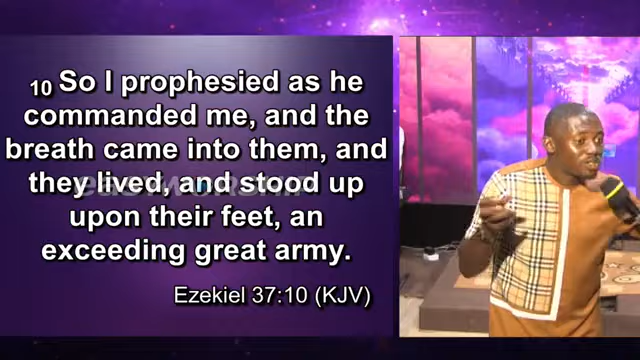 10 So I prophesied as he
commanded me, and the
breath came into them, and
they lived, and stood up
upon their feet, an
exceeding great army.
Ezekiel 37:10 (KJV)